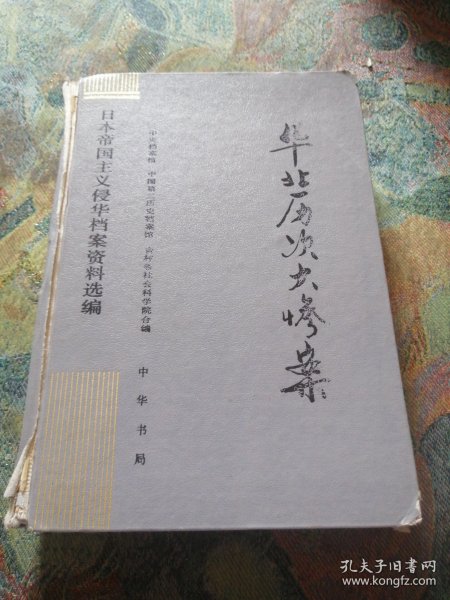 华北历次大惨案
中央档案馆 中国第二历史档案馆 吉林省社会科学院合编
日本帝国主义侵华档案资料选编
中华书局
孔夫子旧书网
www.kongfz.com